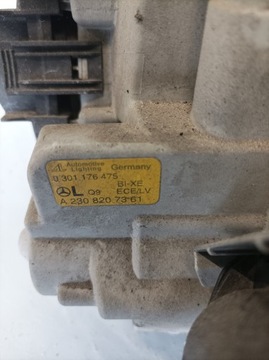 Automotive
Lighting Germany
0 301 176 475
BI-XE
L Q9 ECE/LV
A 230 820 73 61